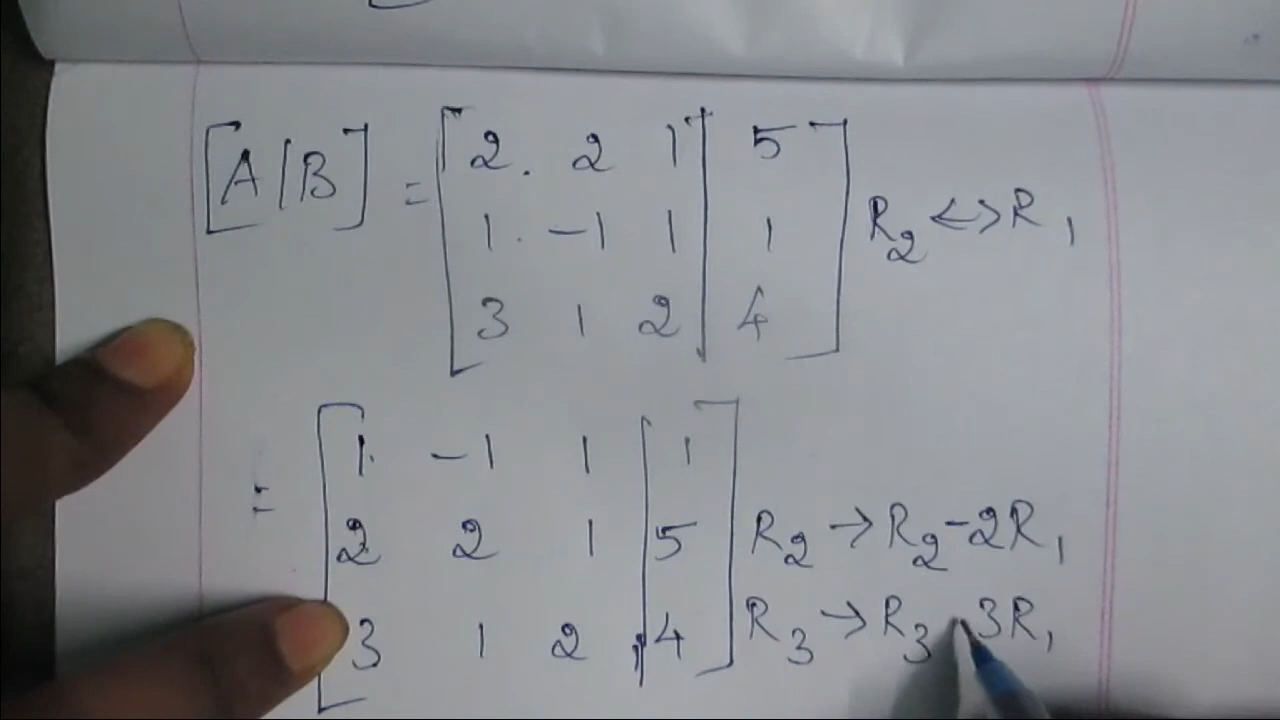 [A|B] = [2. 2 1 | 5]
1. -1 1 | 1 R₂ <-> R₁
3 1 2 | 4
= [1. -1 1 | 1]
2 2 1 | 5 R₂ → R₂-2R₁
3 1 2 | 4 R₃ → R₃ 3R₁